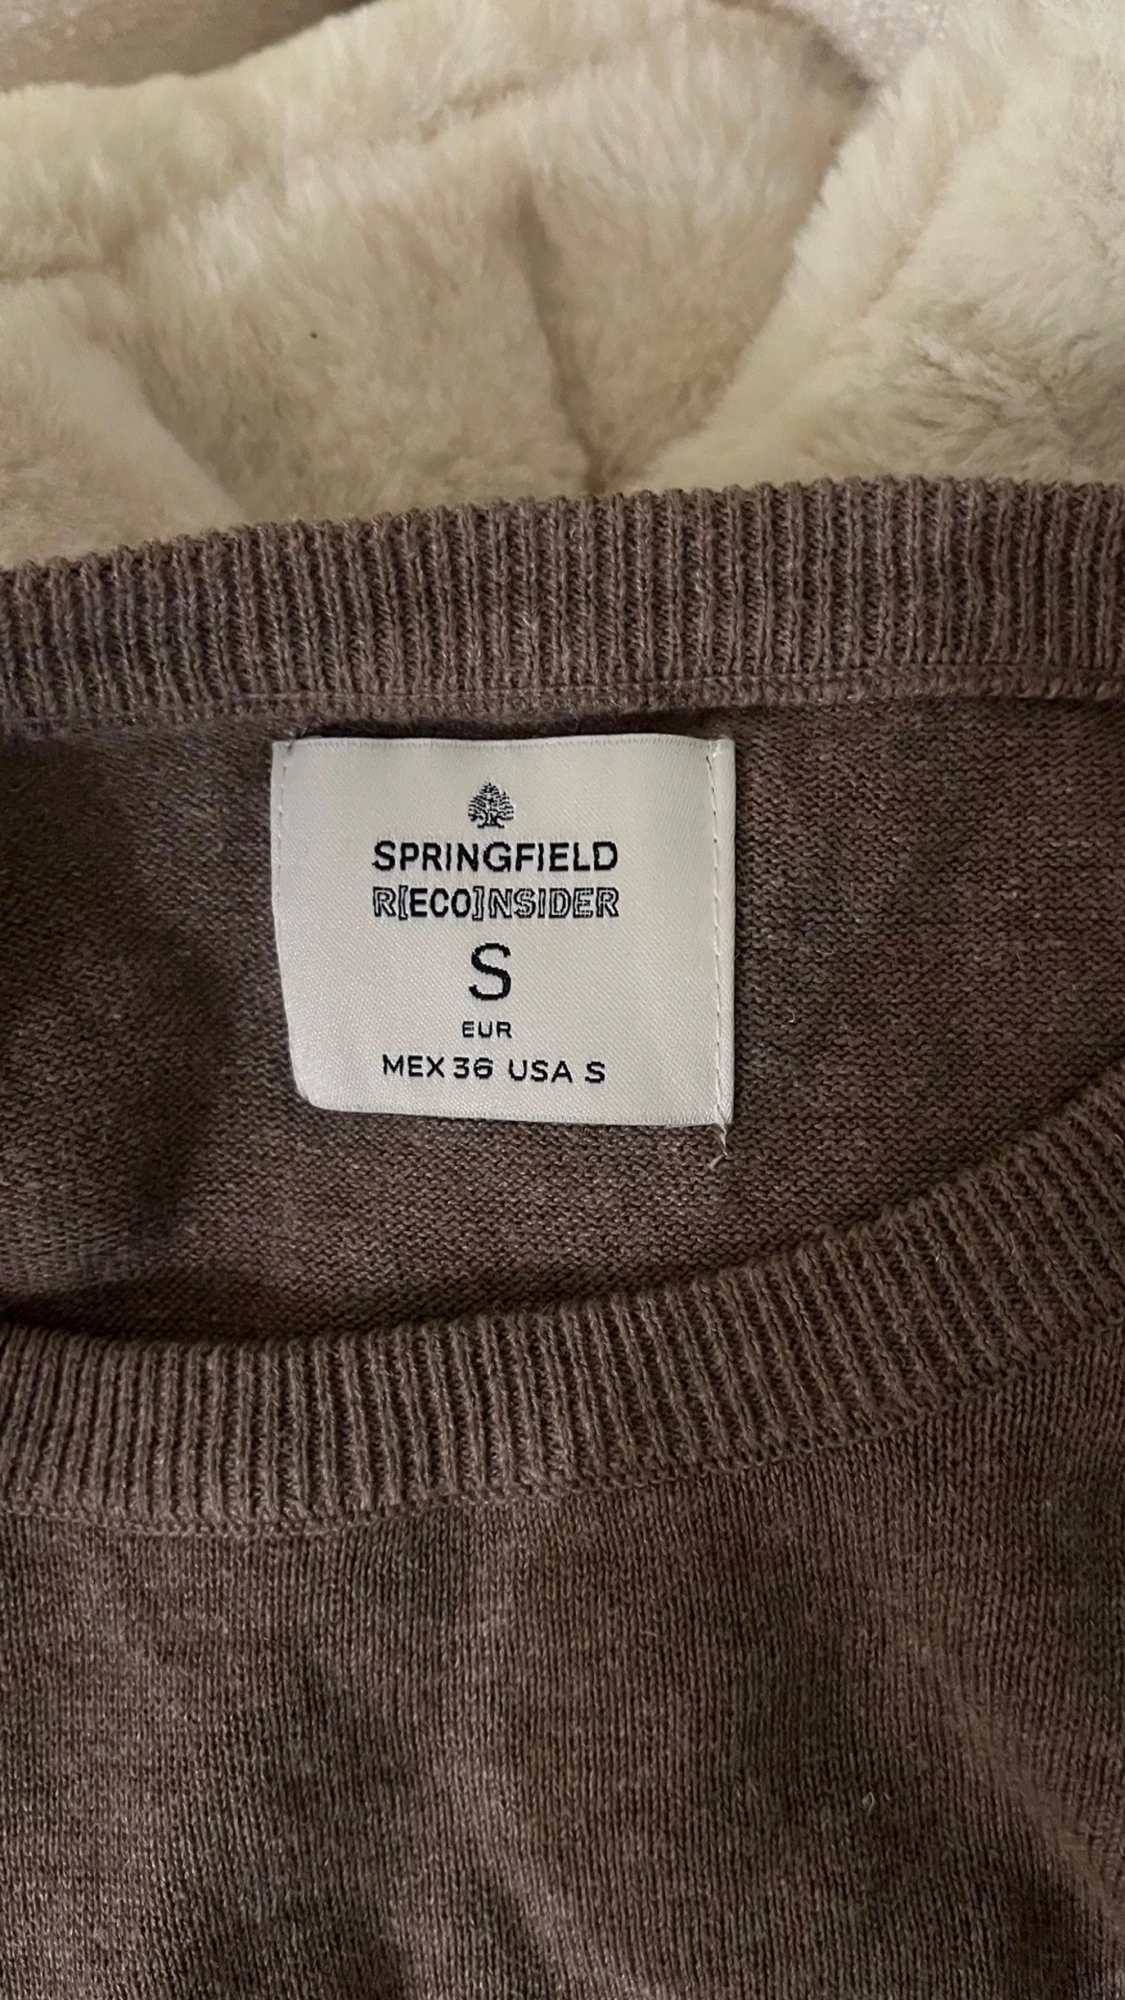 SPRINGFIELD
R[ECO]NSIDER
S
EUR
MEX 36 USA S